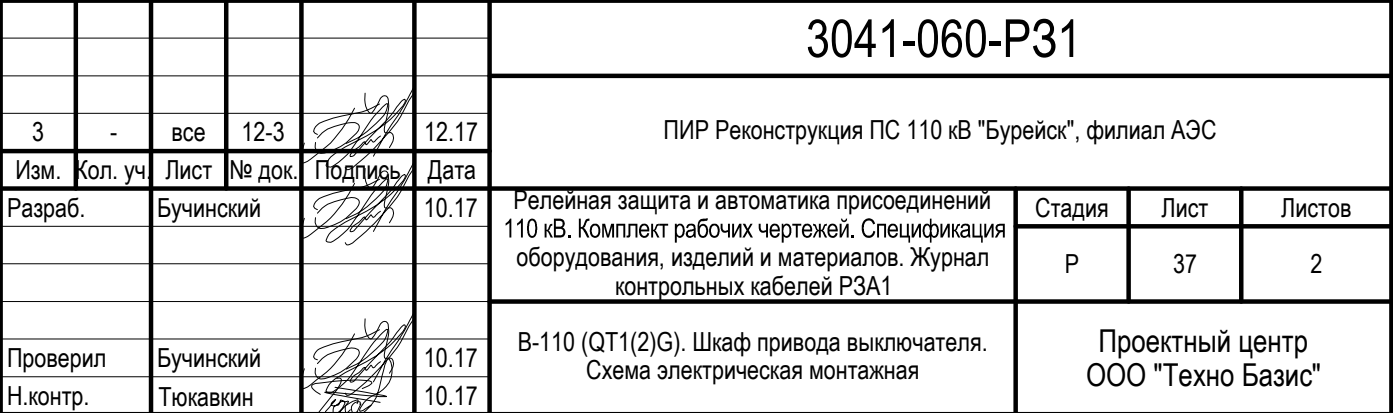 3041-060-РЗ1
3 - все 12-3 12.17
ПИР Реконструкция ПС 110 кВ "Бурейск", филиал АЭС
Изм. Кол. уч. Лист № док. Подпись Дата
Разраб. Бучинский 10.17
Релейная защита и автоматика присоединений
110 кВ. Комплект рабочих чертежей. Спецификация
оборудования, изделий и материалов. Журнал
контрольных кабелей РЗА1
Стадия Лист Листов
Р 37 2
Проверил Бучинский 10.17
Н.контр. Тюкавкин 10.17
В-110 (QT1(2)G). Шкаф привода выключателя.
Схема электрическая монтажная
Проектный центр
ООО "Техно Базис"